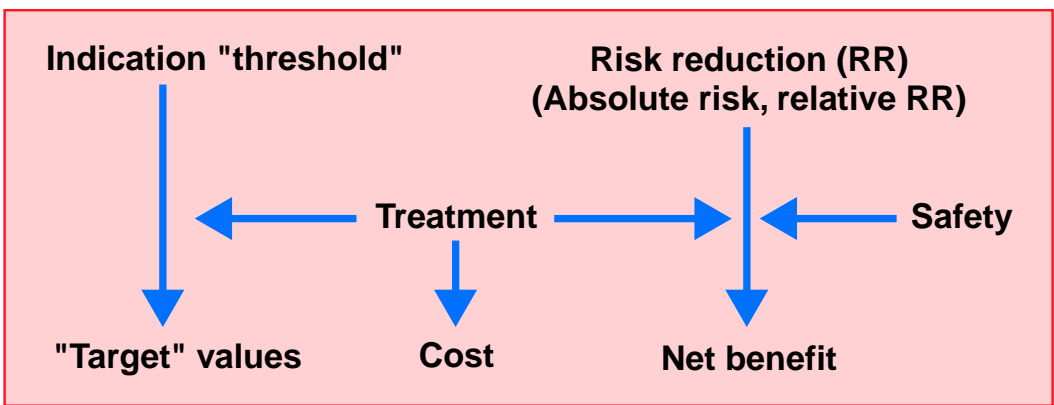 Indication "threshold"
Risk reduction (RR)
(Absolute risk, relative RR)
Treatment
Safety
"Target" values
Cost
Net benefit